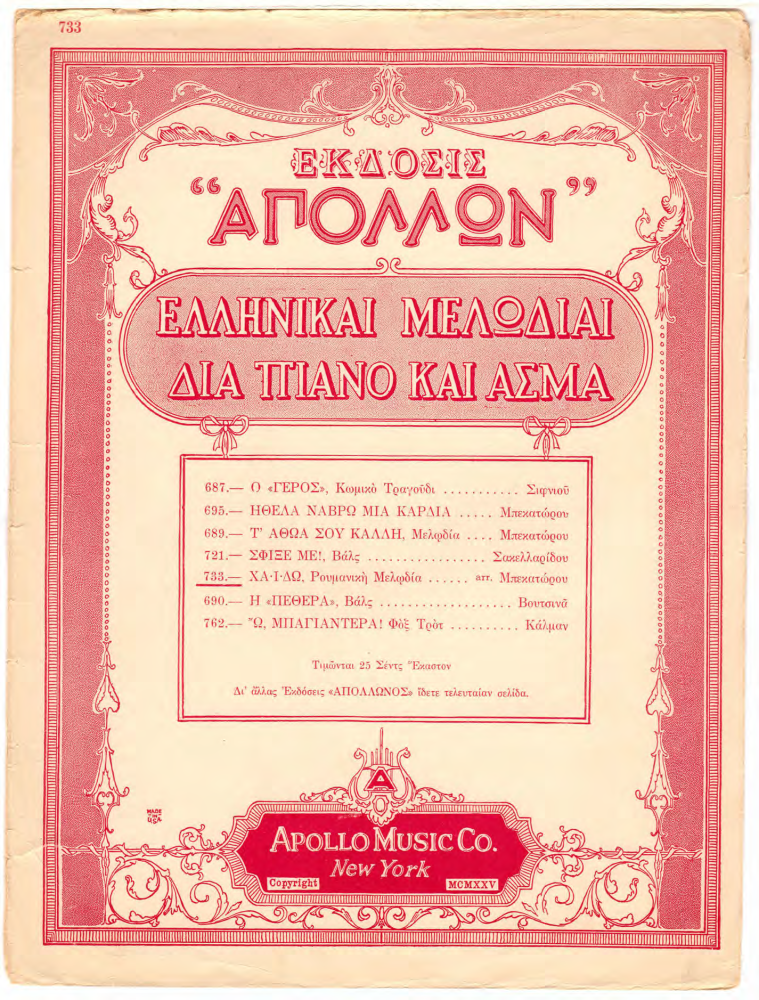 733
ΕΚΔΟΣΙΣ
“ΑΠΟΛΛΩΝ”
ΕΛΛΗΝΙΚΑΙ ΜΕΛΩΔΙΑΙ
ΔΙΑ ΠΙΑΝΟ ΚΑΙ ΑΣΜΑ
687.— Ο «ΓΕΡΟΣ», Κωμικὸ Τραγοῦδι ........... Σιφνιοῦ
695.— ΗΘΕΛΑ ΝΑΒΡΩ ΜΙΑ ΚΑΡΔΙΑ ..... Μπεκατώρου
689.— Τ’ ΑΘΩΑ ΣΟΥ ΚΑΛΛΗ, Μελῳδία .... Μπεκατώρου
721.— ΣΦΙΞΕ ΜΕ!, Βάλς ................. Σακελλαρίδου
733.— ΧΑ·Ι·ΔΩ, Ρουμανικὴ Μελῳδία ...... arr. Μπεκατώρου
690.— Η «ΠΕΘΕΡΑ», Βάλς ................... Βουτσινᾶ
762.— Ὢ, ΜΠΑΓΙΑΝΤΕΡΑ! Φὸξ Τρὸτ .......... Κάλμαν
Τιμῶνται 25 Σέντς Ἕκαστον
Δι’ ἄλλας Ἐκδόσεις «ΑΠΟΛΛΩΝΟΣ» ἴδετε τελευταίαν σελίδα.
A
MADE
IN
U.S.A.
APOLLO MUSIC CO.
New York
Copyright MCMXXV